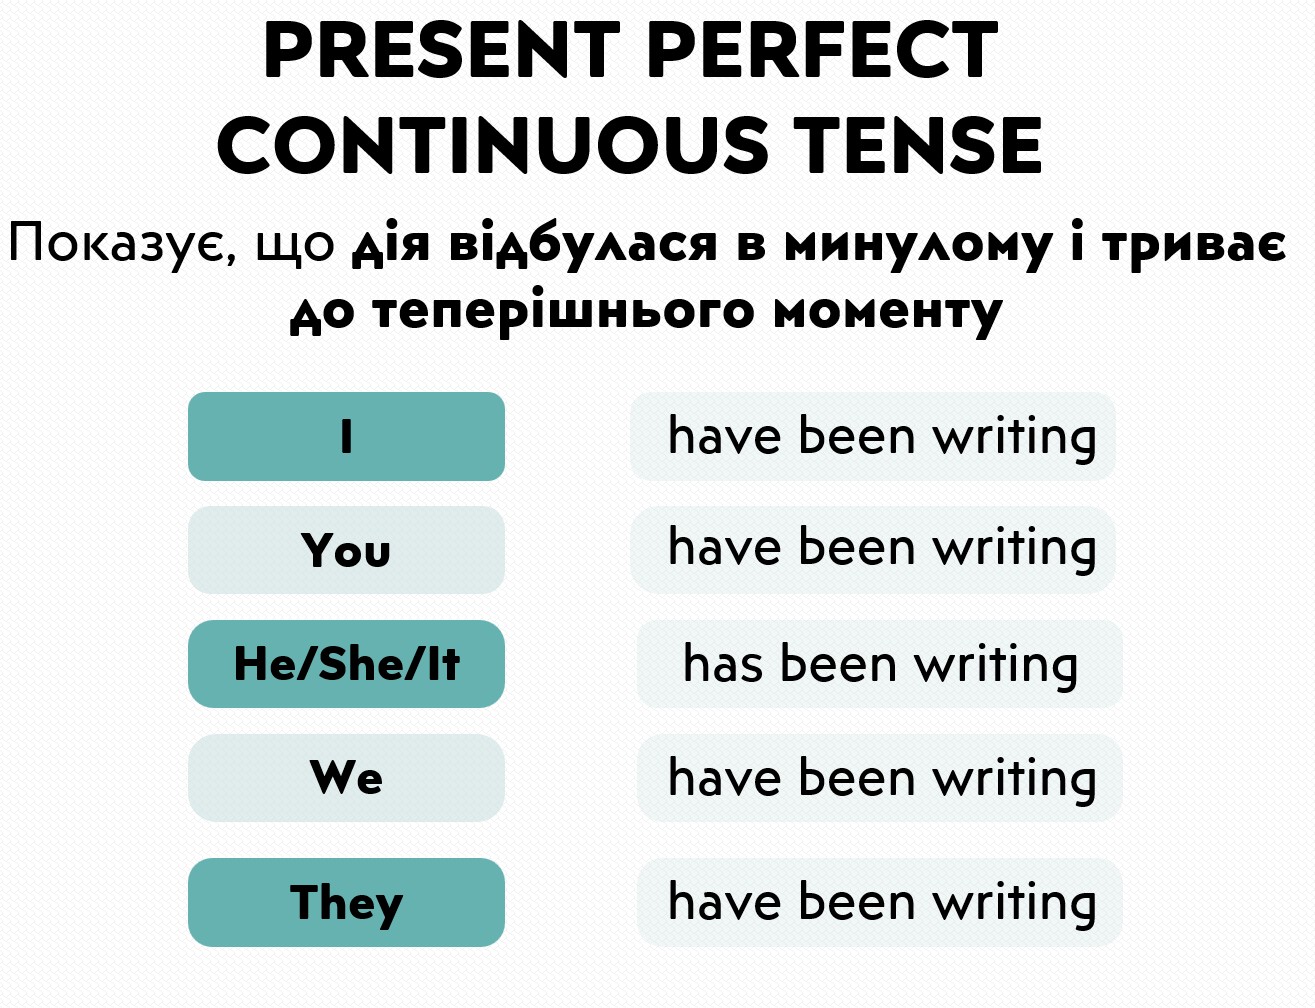 PRESENT PERFECT
CONTINUOUS TENSE
Показує, що дія відбулася в минулому і триває
до теперішнього моменту
I have been writing
You have been writing
He/She/It has been writing
We have been writing
They have been writing